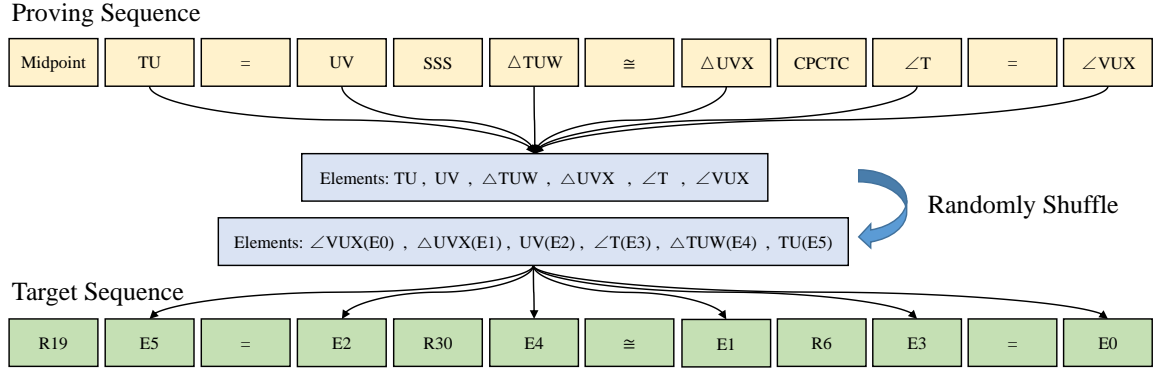 Proving Sequence
Midpoint TU = UV SSS △TUW ≅ △UVX CPCTC ∠T = ∠VUX
Elements: TU , UV , △TUW , △UVX , ∠T , ∠VUX
Randomly Shuffle
Elements: ∠VUX(E0) , △UVX(E1) , UV(E2) , ∠T(E3) , △TUW(E4) , TU(E5)
Target Sequence
R19 E5 = E2 R30 E4 ≅ E1 R6 E3 = E0